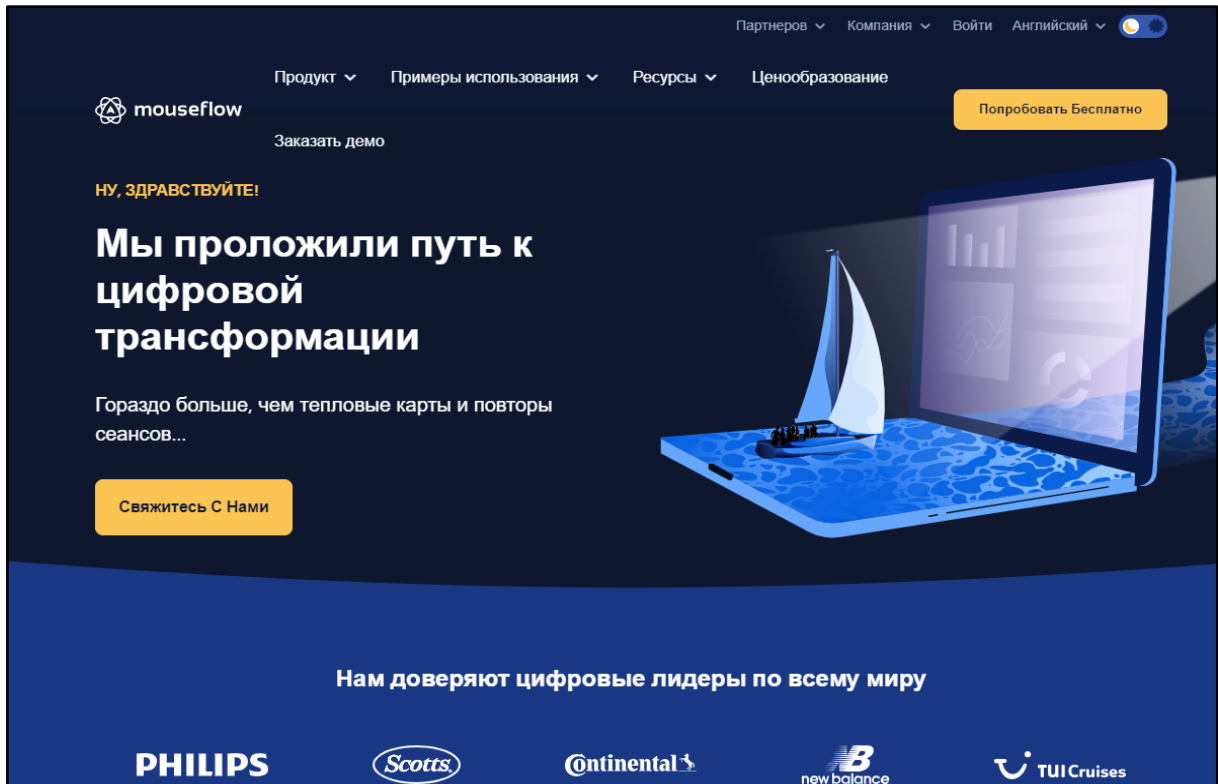 Партнеров Компания Войти Английский
Продукт Примеры использования Ресурсы Ценообразование
mouseflow
Попробовать Бесплатно
Заказать демо
НУ, ЗДРАВСТВУЙТЕ!
Мы проложили путь к
цифровой
трансформации
Гораздо больше, чем тепловые карты и повторы
сеансов...
Свяжитесь С Нами
Нам доверяют цифровые лидеры по всему миру
PHILIPS Scotts Continental new balance TUI Cruises